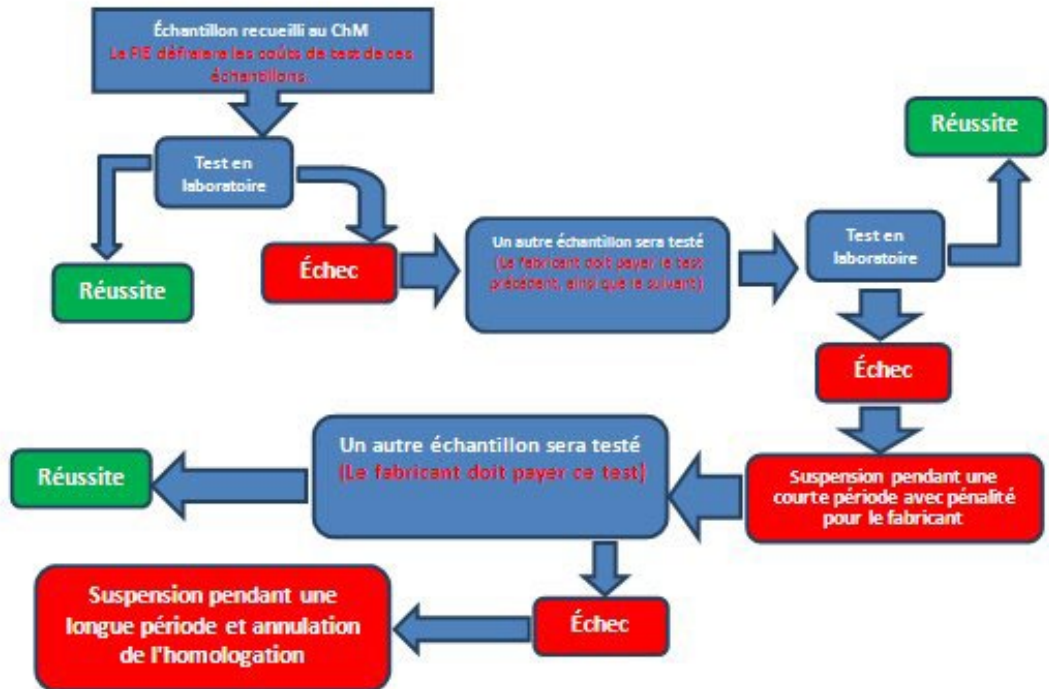 Échantillon recueilli au ChM
La FIE défraiera les coûts de test de ces
échantillons.
Test en
laboratoire
Réussite
Échec
Un autre échantillon sera testé
(Le fabricant doit payer le test
précédent, ainsi que le suivant)
Test en
laboratoire
Réussite
Échec
Suspension pendant une
courte période avec pénalité
pour le fabricant
Un autre échantillon sera testé
(Le fabricant doit payer ce test)
Réussite
Échec
Suspension pendant une
longue période et annulation
de l'homologation